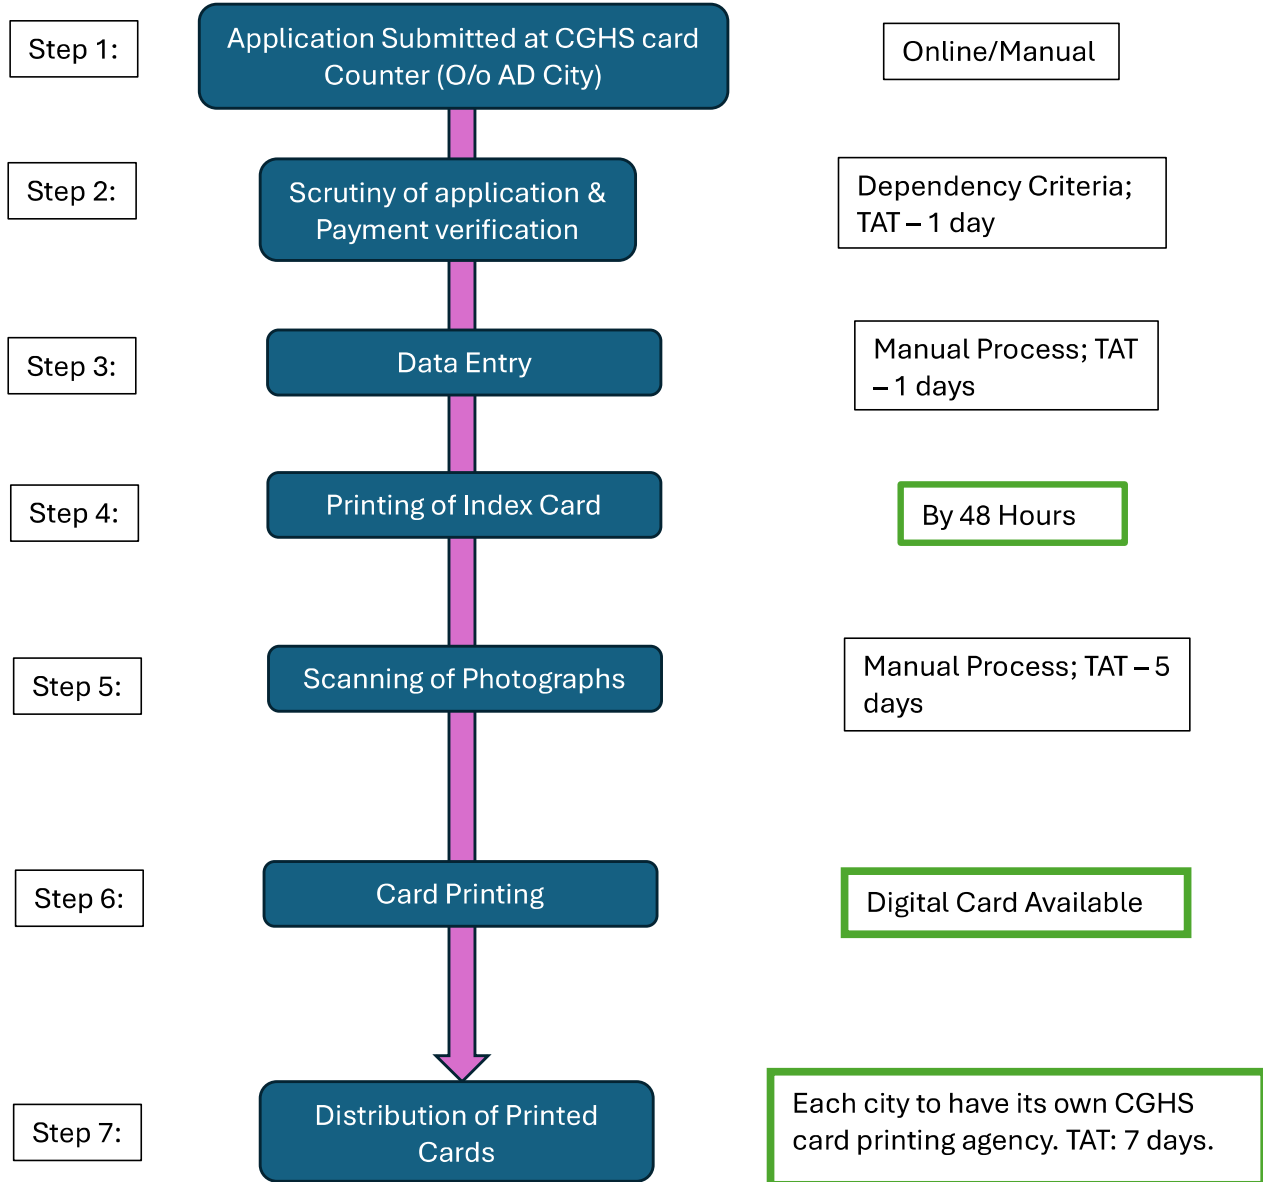 Step 1:
Application Submitted at CGHS card
Counter (O/o AD City)
Online/Manual
Step 2:
Scrutiny of application &
Payment verification
Dependency Criteria;
TAT – 1 day
Step 3:
Data Entry
Manual Process; TAT
– 1 days
Step 4:
Printing of Index Card
By 48 Hours
Step 5:
Scanning of Photographs
Manual Process; TAT – 5
days
Step 6:
Card Printing
Digital Card Available
Step 7:
Distribution of Printed
Cards
Each city to have its own CGHS
card printing agency. TAT: 7 days.